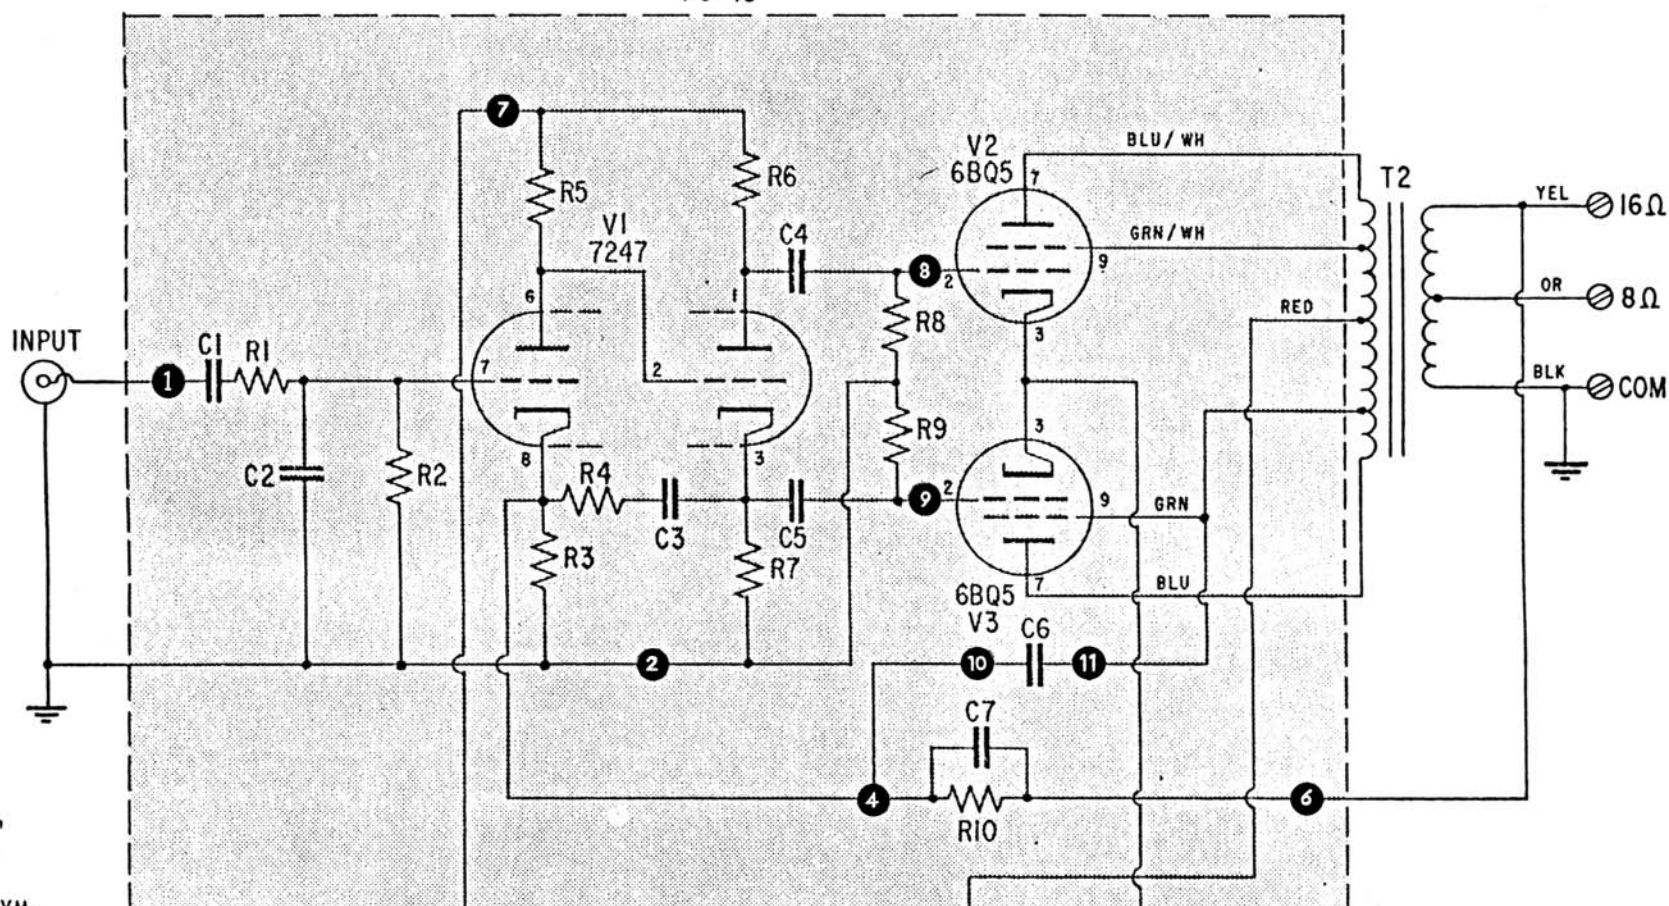 7
BLU/WH
V2
6BQ5
7
T2
R5
R6
YEL
16Ω
V1
7247
C4
GRN/WH
9
8
2
6
1
OR
8Ω
R8
RED
3
INPUT
C1
R1
1
7
2
BLK
COM
R9
3
8
3
C2
R2
R4
9
2
9
GRN
C3
C5
R3
R7
7
BLU
6BQ5
V3
C6
2
10
11
C7
4
6
R10